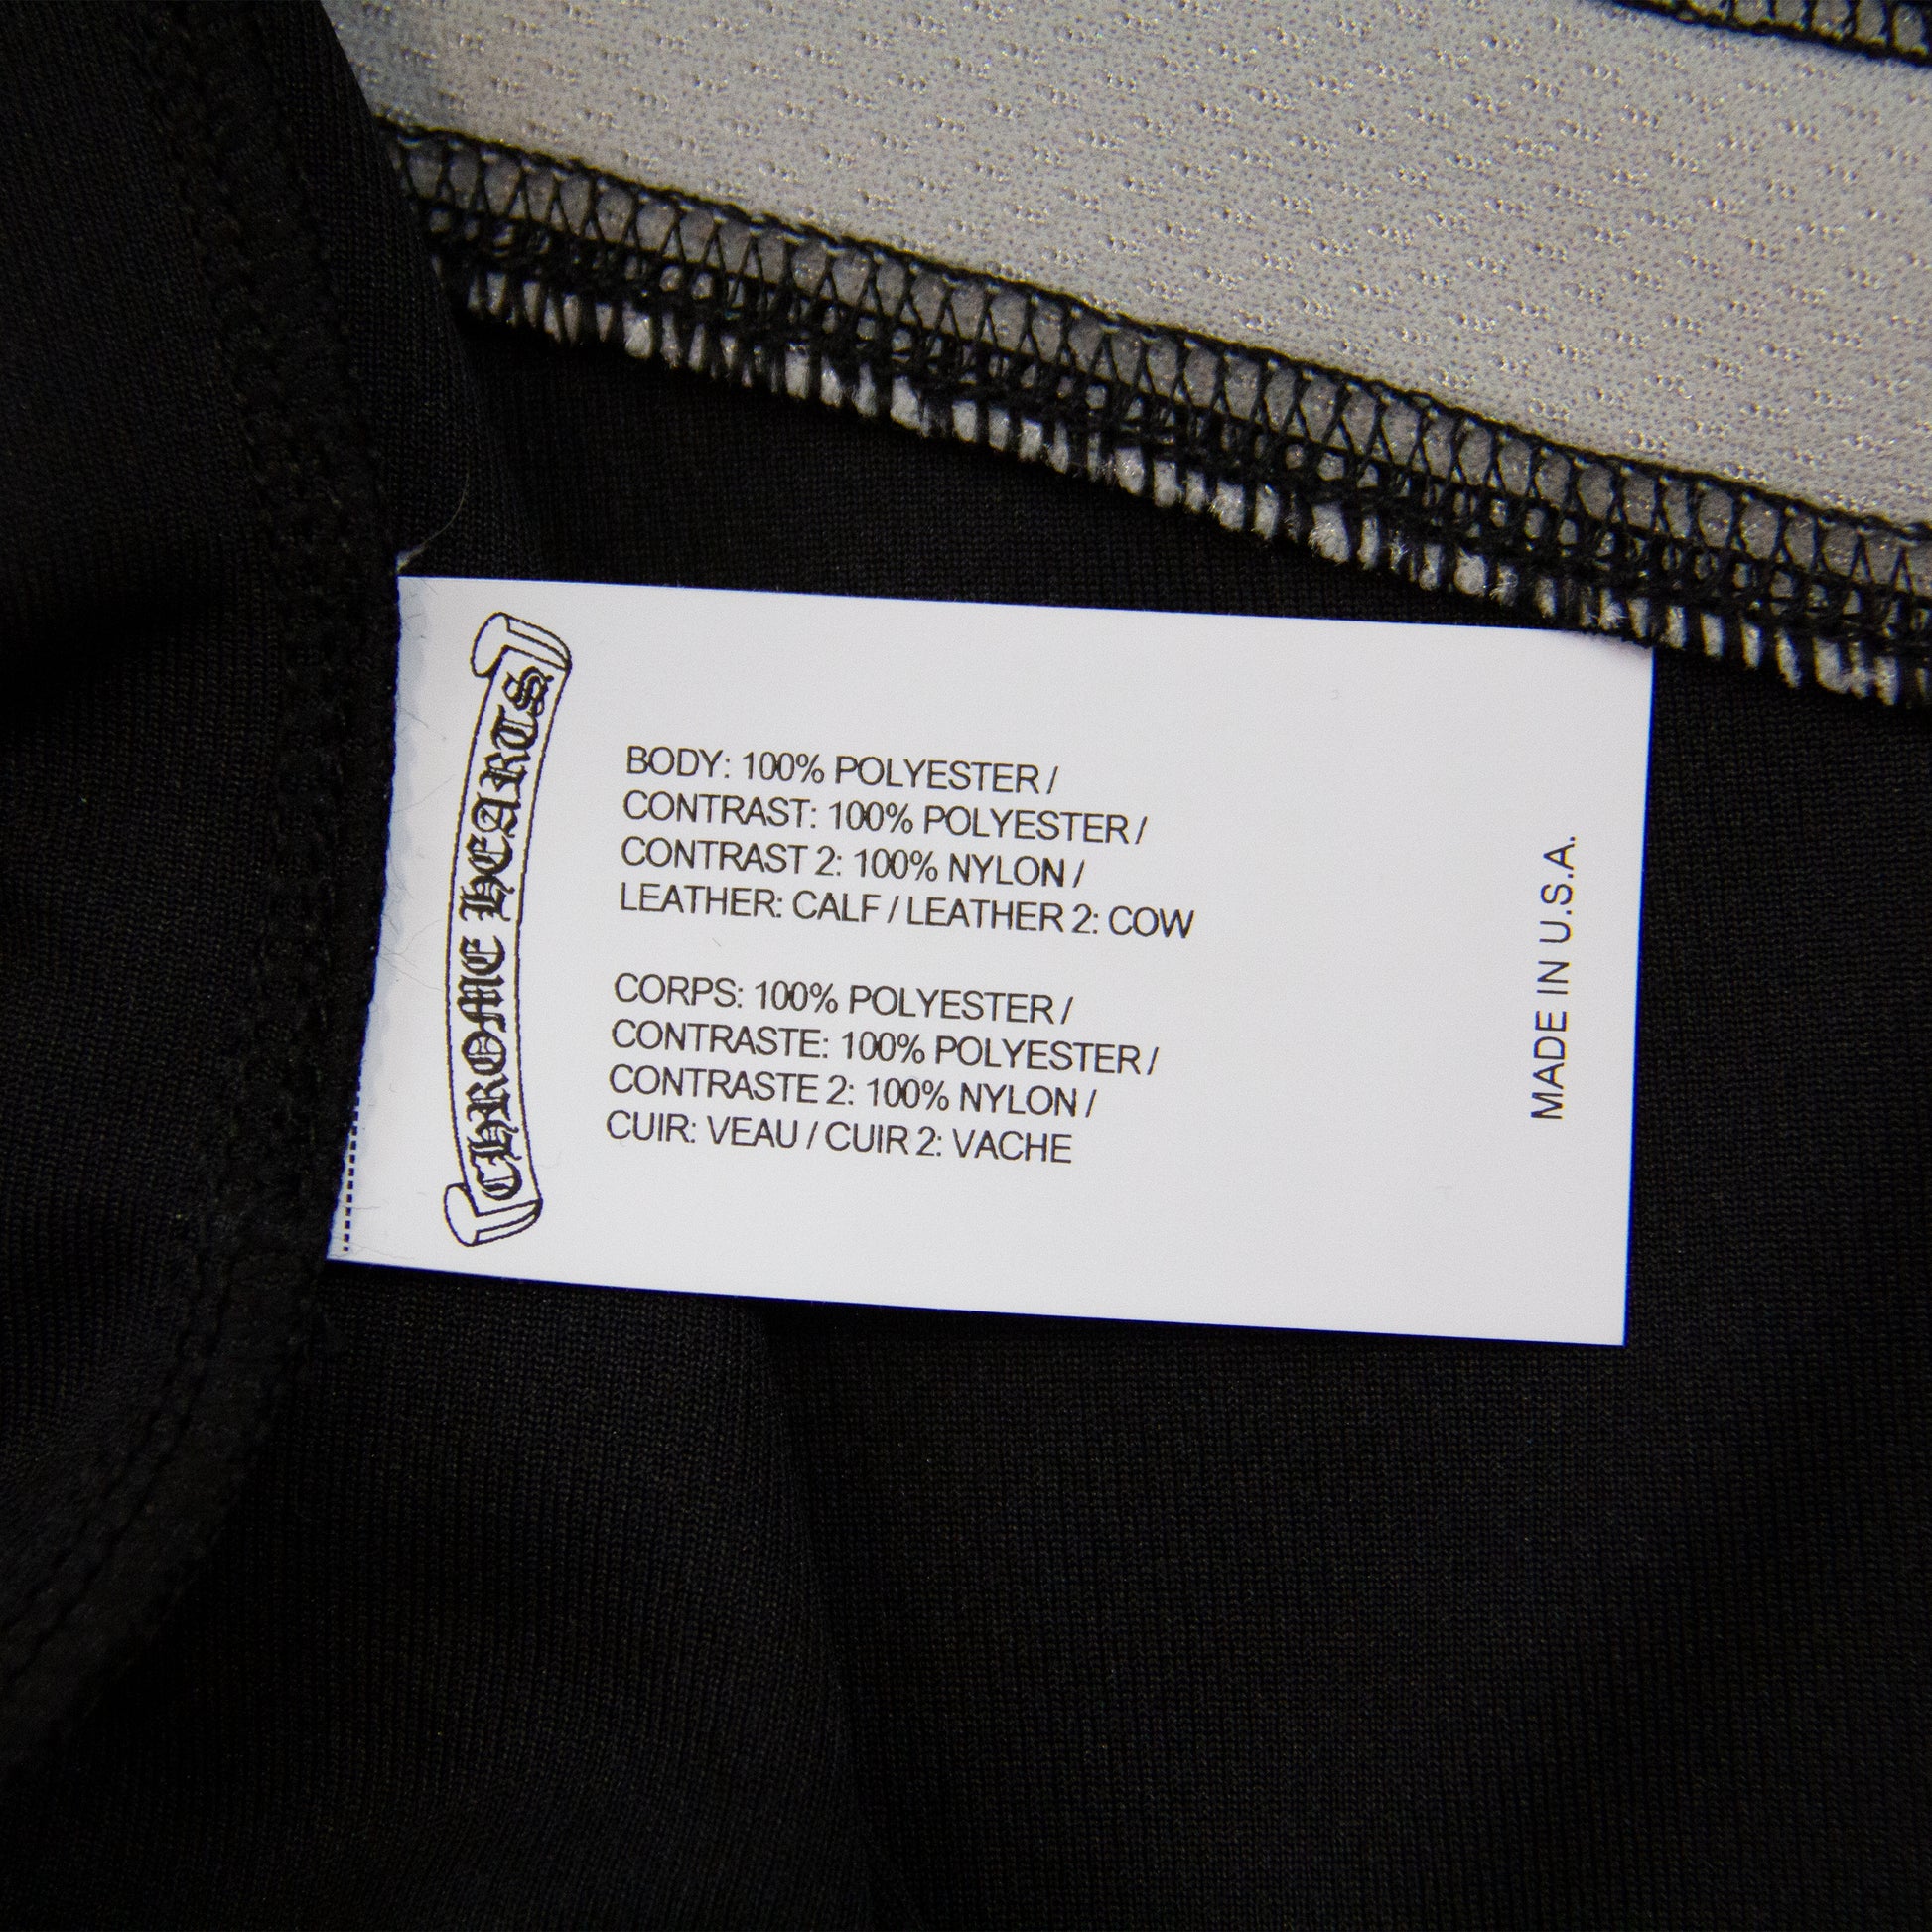 CHROME HEARTS
BODY: 100% POLYESTER /
CONTRAST: 100% POLYESTER /
CONTRAST 2: 100% NYLON /
LEATHER: CALF / LEATHER 2: COW
CORPS: 100% POLYESTER /
CONTRASTE: 100% POLYESTER /
CONTRASTE 2: 100% NYLON /
CUIR: VEAU / CUIR 2: VACHE
MADE IN U.S.A.